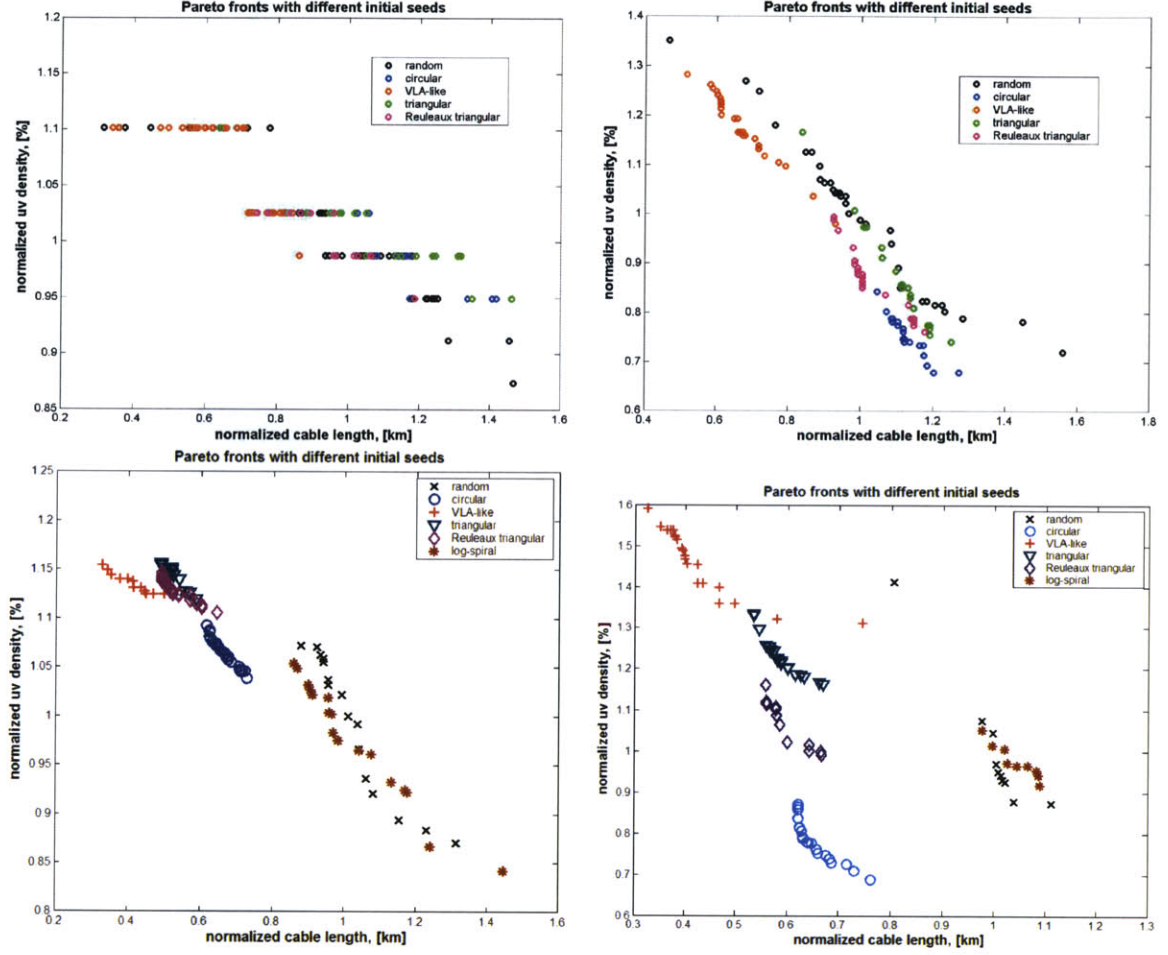 Pareto fronts with different initial seeds
1.2
1.15
1.1
1.05
1
0.95
0.9
0.85
normalized uv density, [%]
random
circular
VLA-like
triangular
Reuleaux triangular
0.2 0.4 0.6 0.8 1 1.2 1.4 1.6
normalized cable length, [km]
Pareto fronts with different initial seeds
1.4
1.3
1.2
1.1
1.0
0.9
0.8
0.7
0.6
normalized uv density, [%]
random
circular
VLA-like
triangular
Reuleaux triangular
0.4 0.6 0.8 1.0 1.2 1.4 1.6 1.8
normalized cable length, [km]
Pareto fronts with different initial seeds
1.25
1.2
1.15
1.1
1.05
1
0.95
0.9
0.85
0.8
normalized uv density, [%]
random
circular
VLA-like
triangular
Reuleaux triangular
log-spiral
0.2 0.4 0.6 0.8 1 1.2 1.4 1.6
normalized cable length, [km]
Pareto fronts with different initial seeds
1.6
1.5
1.4
1.3
1.2
1.1
1
0.9
0.8
0.7
0.6
normalized uv density, [%]
random
circular
VLA-like
triangular
Reuleaux triangular
log-spiral
0.3 0.4 0.5 0.6 0.7 0.8 0.9 1 1.1 1.2 1.3
normalized cable length, [km]